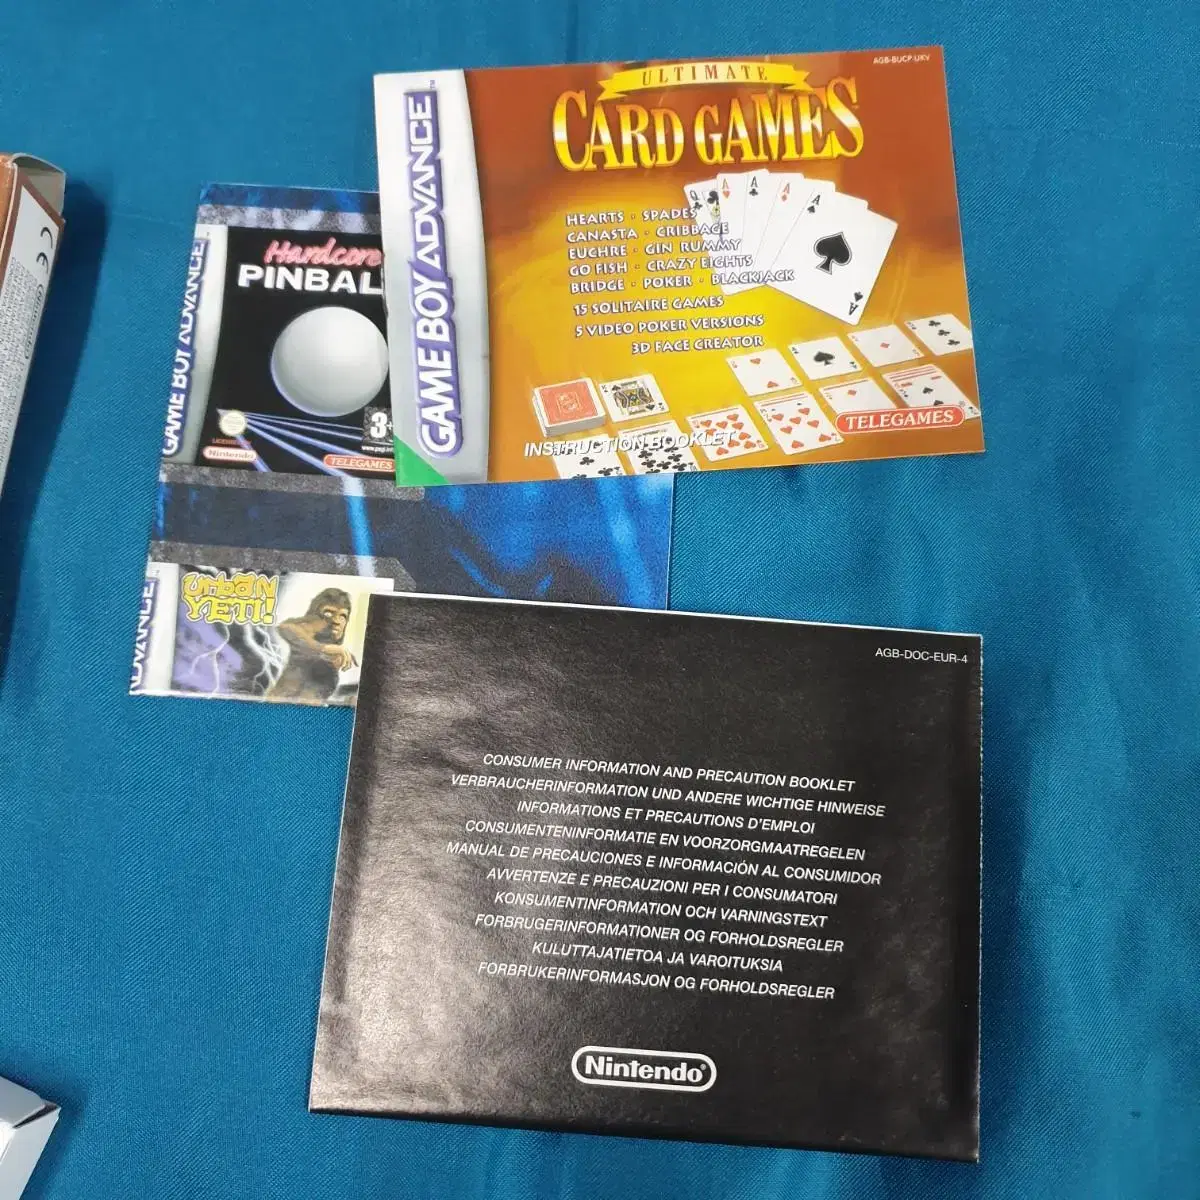 AGB-BUCP-UKV
ULTIMATE
CARD GAMES
GAME BOY ADVANCE™
HEARTS · SPADES
CANASTA · CRIBBAGE
EUCHRE · GIN RUMMY
GO FISH · CRAZY EIGHTS
BRIDGE · POKER · BLACKJACK
15 SOLITAIRE GAMES
5 VIDEO POKER VERSIONS
3D FACE CREATOR
TELEGAMES
INSTRUCTION BOOKLET
GAME BOY ADVANCE
Hardcore
PINBAL
3+
Nintendo
TELEGAMES
ADVANCE
URBAN
YETI!
AGB-DOC-EUR-4
CONSUMER INFORMATION AND PRECAUTION BOOKLET
VERBRAUCHERINFORMATION UND ANDERE WICHTIGE HINWEISE
INFORMATIONS ET PRÉCAUTIONS D'EMPLOI
CONSUMENTENINFORMATIE EN VOORZORGMAATREGELEN
MANUAL DE PRECAUCIONES E INFORMACIÓN AL CONSUMIDOR
AVVERTENZE E PRECAUZIONI PER I CONSUMATORI
KONSUMENTINFORMATION OCH VARNINGSTEXT
FORBRUGERINFORMATIONER OG FORHOLDSREGLER
KULUTTAJATIETOA JA VAROITUKSIA
FORBRUKERINFORMASJON OG FORHOLDSREGLER
Nintendo®